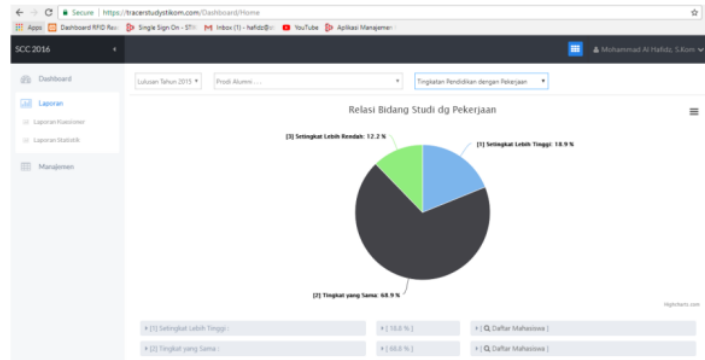 Secure | https://tracerstudystikom.com/Dashboard/Home
Apps Dashboard RFID Single Sign On - STI Inbox (1) - hafidz@ YouTube Aplikasi Manajemen
SCC 2016
Mohammad Al Hafidz, S.Kom
Dashboard
Laporan
Laporan Kuesioner
Laporan Statistik
Manajemen
Lulusan Tahun 2015
Prodi Alumni.....
Tingkatan Pendidikan dengan Pekerjaan
Relasi Bidang Studi dg Pekerjaan
[3] Setingkat Lebih Rendah: 12.2 %
[1] Setingkat Lebih Tinggi: 18.9 %
[2] Tingkat yang Sama: 68.9 %
Highcharts.com
[1] Setingkat Lebih Tinggi : [ 18.8 % ] [ Daftar Mahasiswa ]
[2] Tingkat yang Sama : [ 68.8 % ] [ Daftar Mahasiswa ]